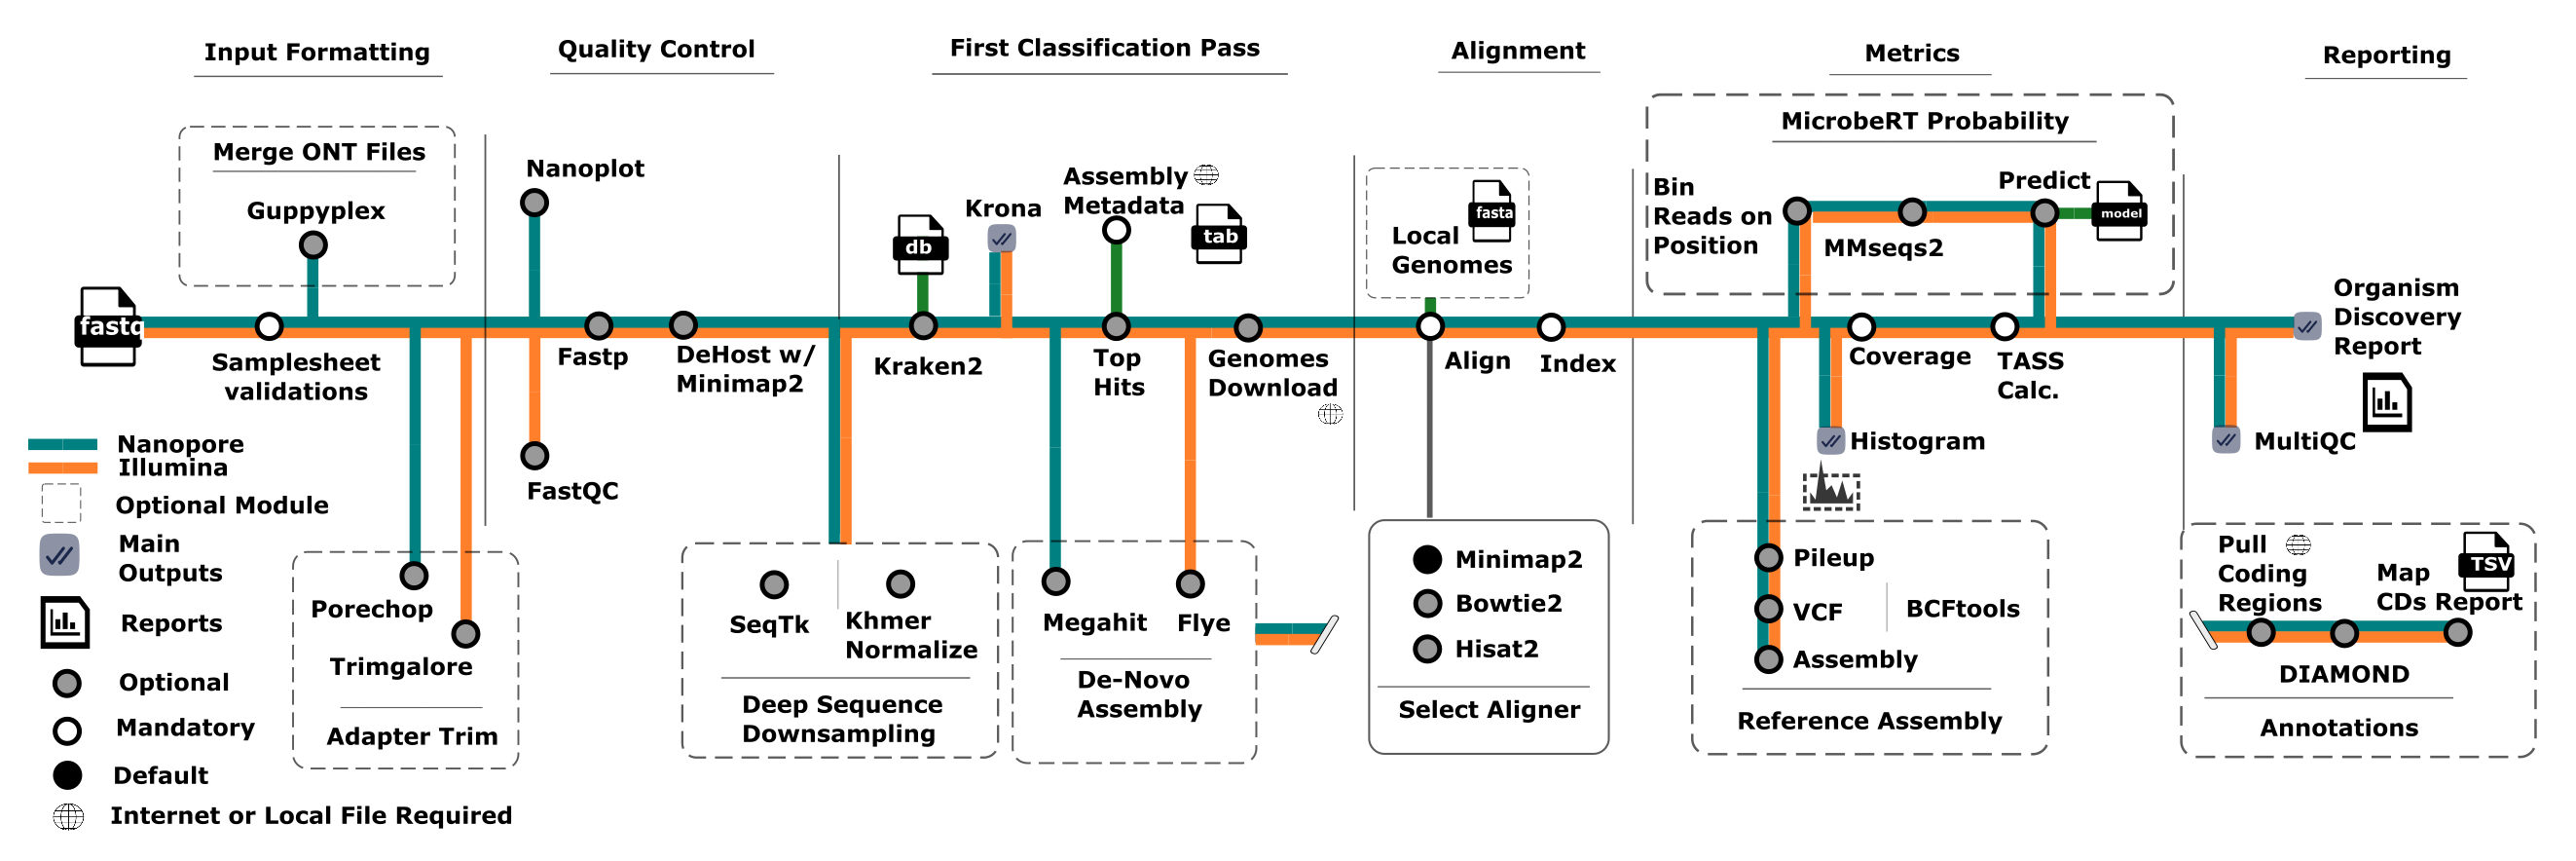 Input Formatting
Quality Control
First Classification Pass
Alignment
Metrics
Reporting
Merge ONT Files
Guppyplex
fastq
Samplesheet
validations
Nanopore
Illumina
Optional Module
Main
Outputs
Reports
Optional
Mandatory
Default
Internet or Local File Required
Porechop
Trimgalore
Adapter Trim
Nanoplot
Fastp
DeHost w/
Minimap2
FastQC
SeqTk
Khmer
Normalize
Deep Sequence
Downsampling
db
Kraken2
Krona
Assembly
Metadata
tab
Top
Hits
Genomes
Download
Megahit
Flye
De-Novo
Assembly
fasta
Local
Genomes
Align
Index
Minimap2
Bowtie2
Hisat2
Select Aligner
MicrobeRT Probability
Bin
Reads on
Position
MMseqs2
Predict
model
Coverage
TASS
Calc.
Histogram
Pileup
VCF
BCFtools
Assembly
Reference Assembly
Organism
Discovery
Report
MultiQC
Pull
Coding
Regions
Map
CDs Report
TSV
DIAMOND
Annotations